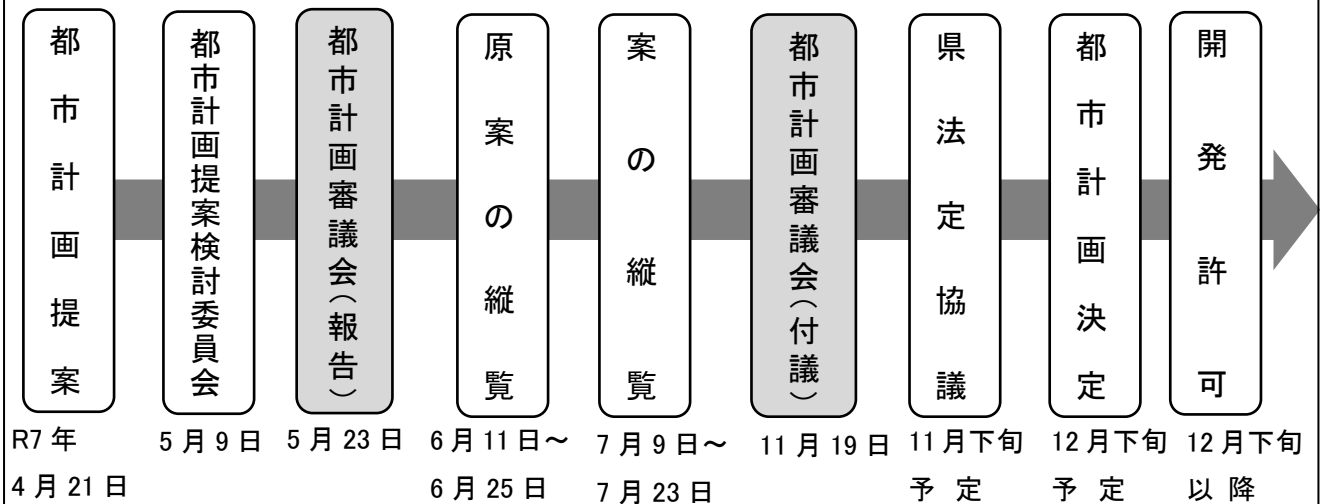 都市計画提案
都市計画提案検討委員会
都市計画審議会（報告）
原案の縦覧
案の縦覧
都市計画審議会（付議）
県法定協議
都市計画決定
開発許可
R7年
4月21日
5月9日
5月23日
6月11日～
6月25日
7月9日～
7月23日
11月19日
11月下旬
予定
12月下旬
予定
12月下旬
以降